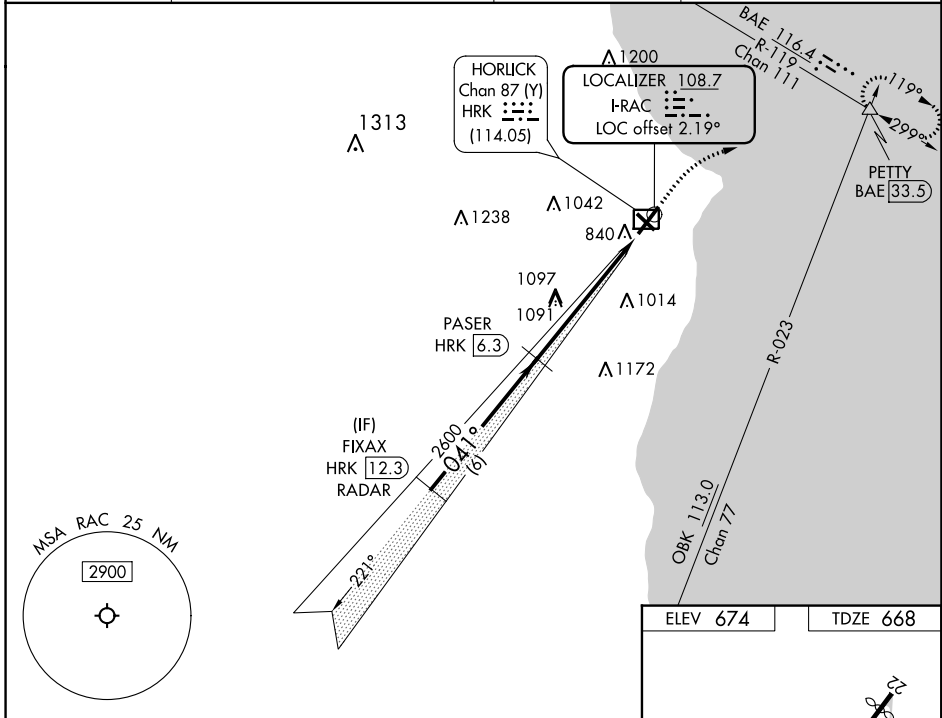 BAE 116.4
R-119
Chan 111
1200
HORLICK
Chan 87 (Y)
HRK
(114.05)
LOCALIZER 108.7
I-RAC
LOC offset 2.19°
119°
299°
1313
PETTY
BAE 33.5
1042
1238
840
1097
1091
1014
PASER
HRK 6.3
1172
R-023
(IF)
FIXAX
HRK 12.3
RADAR
2600
041°
(6)
OBK 113.0
Chan 77
MSA RAC 25 NM
2900
221°
ELEV 674
TDZE 668
22